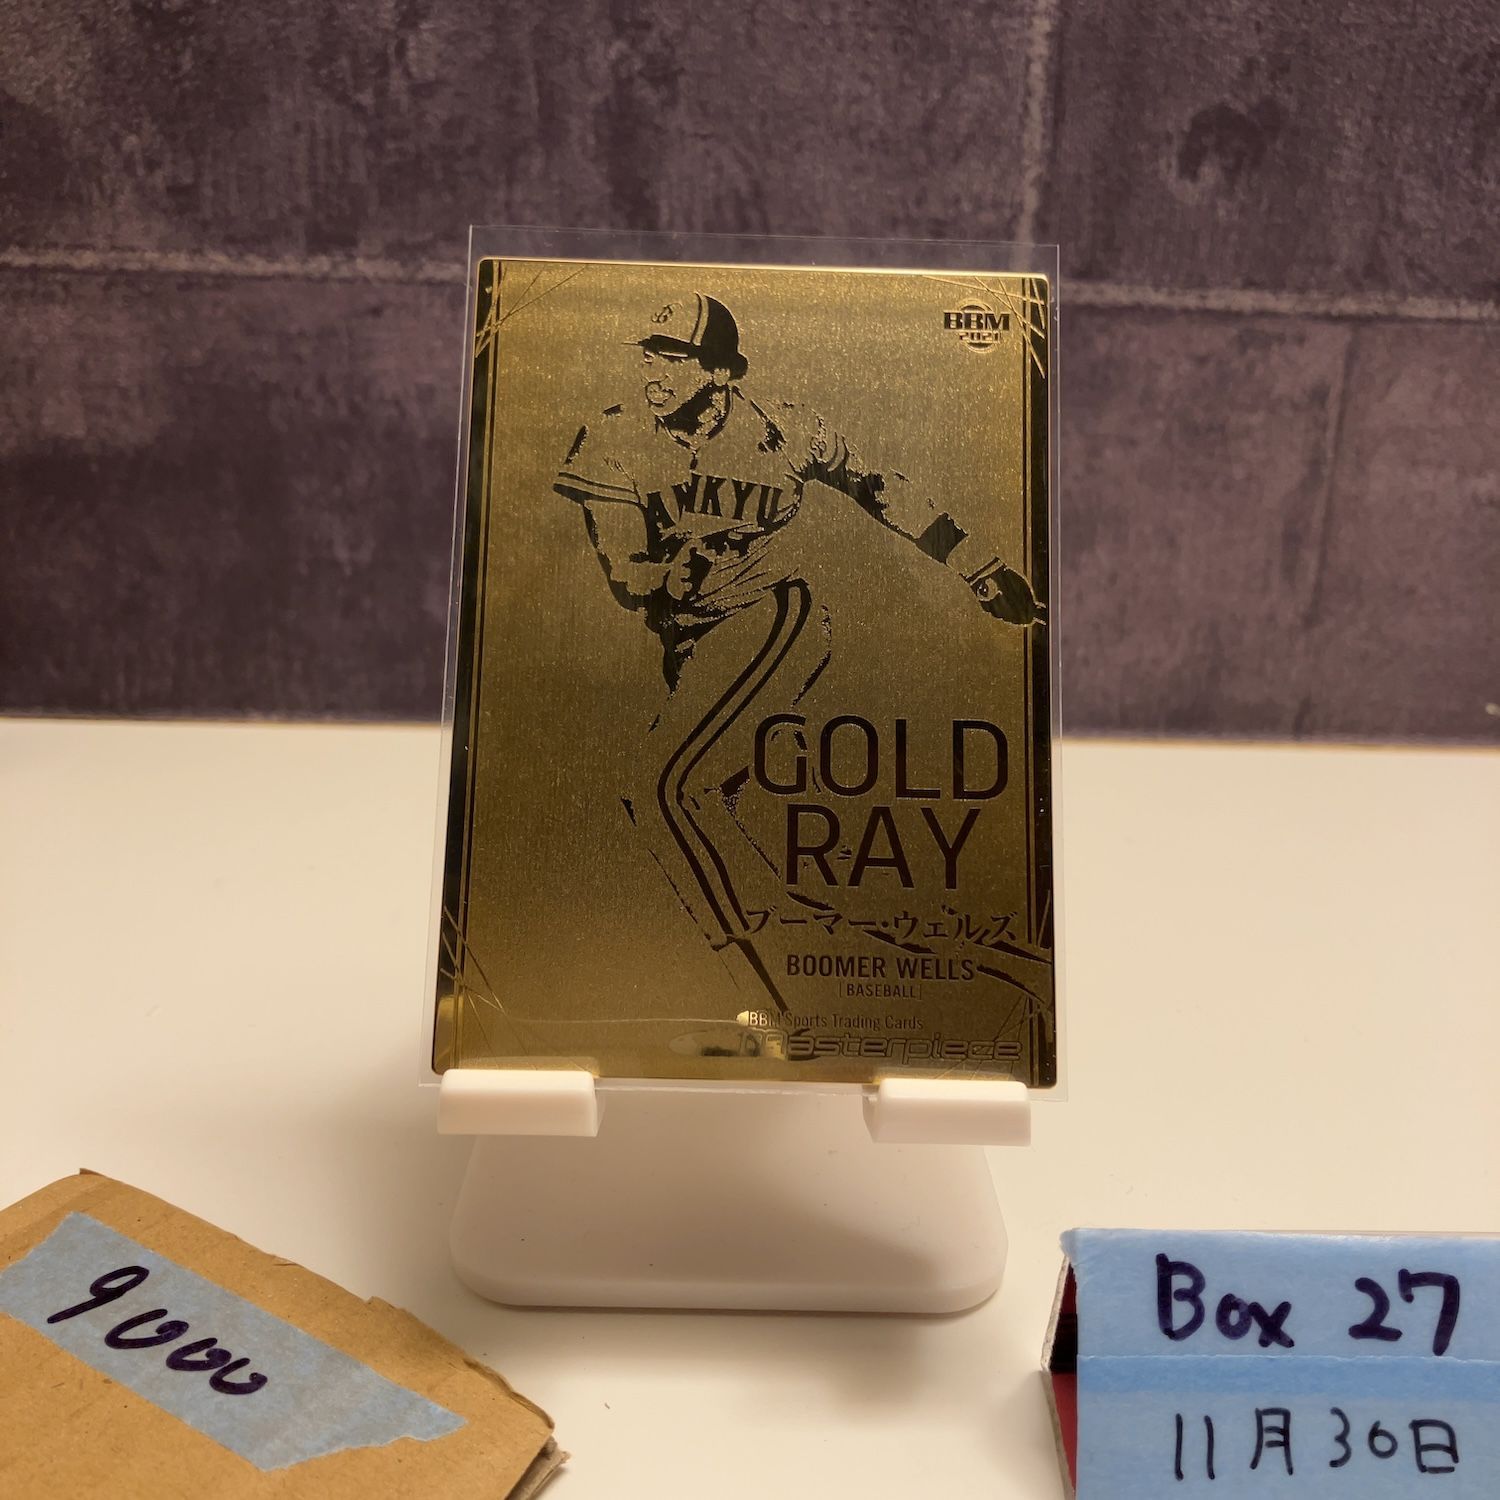 BBM
2021
B
ANKYU
GOLD
RAY
ブーマー・ウェルズ
BOOMER WELLS
[BASEBALL]
BBM Sports Trading Cards
Masterpiece
9000
Box 27
11月30日